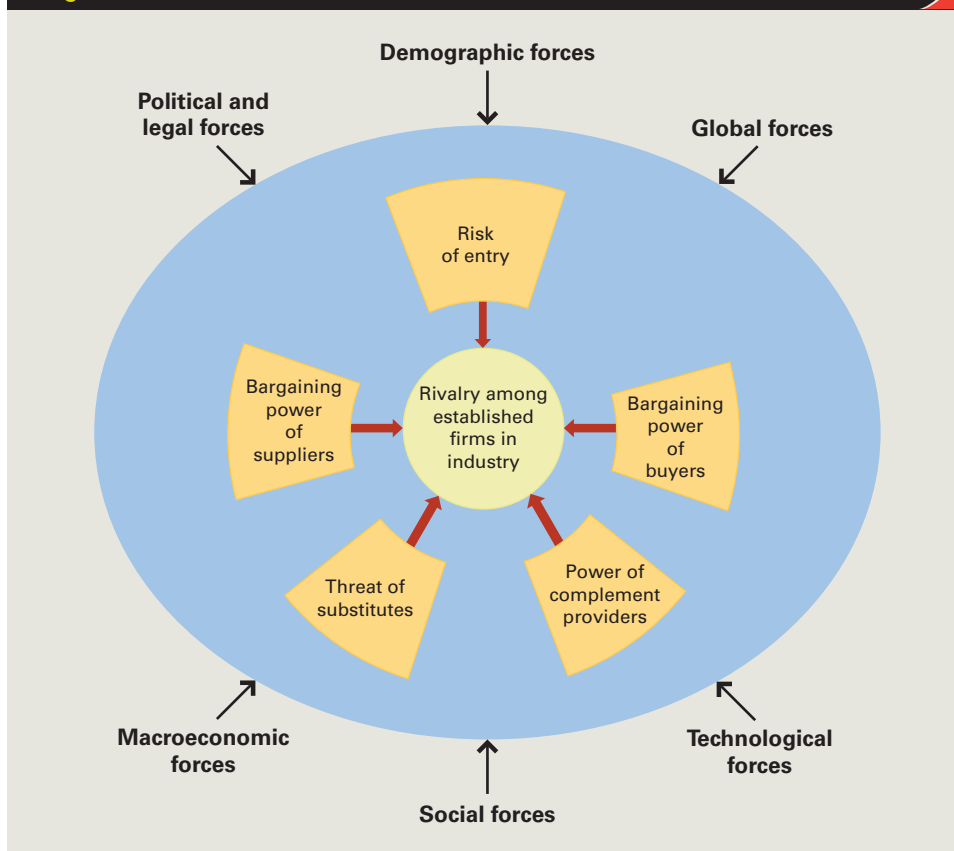 Demographic forces
Political and
legal forces
Global forces
Risk
of entry
Bargaining
power
of
suppliers
Rivalry among
established
firms in
industry
Bargaining
power
of
buyers
Threat of
substitutes
Power of
complement
providers
Macroeconomic
forces
Technological
forces
Social forces